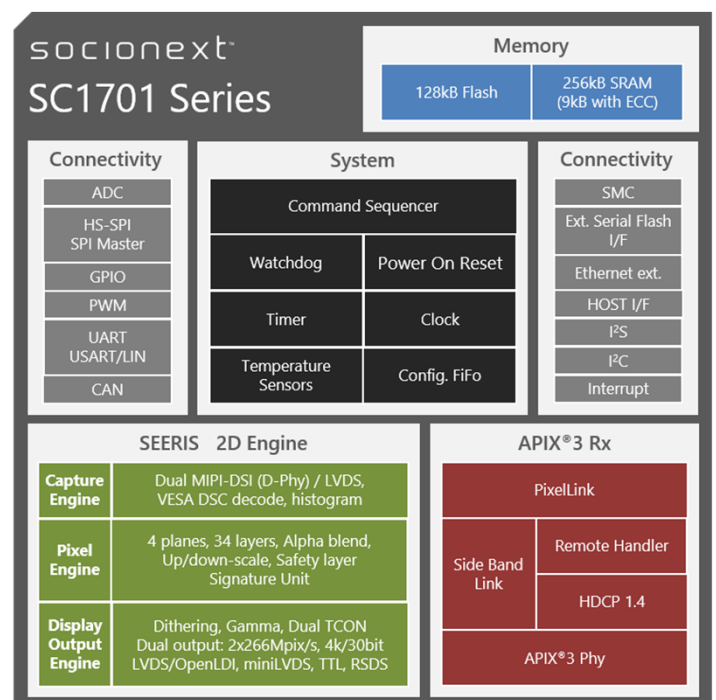 socionext™
SC1701 Series
Memory
128kB Flash
256kB SRAM
(9kB with ECC)
Connectivity
ADC
HS-SPI
SPI Master
GPIO
PWM
UART
USART/LIN
CAN
System
Command Sequencer
Watchdog
Power On Reset
Timer
Clock
Temperature
Sensors
Config. FiFo
Connectivity
SMC
Ext. Serial Flash
I/F
Ethernet ext.
HOST I/F
I²S
I²C
Interrupt
SEERIS 2D Engine
Capture
Engine
Dual MIPI-DSI (D-Phy) / LVDS,
VESA DSC decode, histogram
Pixel
Engine
4 planes, 34 layers, Alpha blend,
Up/down-scale, Safety layer
Signature Unit
Display
Output
Engine
Dithering, Gamma, Dual TCON
Dual output: 2x266Mpix/s, 4k/30bit
LVDS/OpenLDI, miniLVDS, TTL, RSDS
APIX®3 Rx
PixelLink
Side Band
Link
Remote Handler
HDCP 1.4
APIX®3 Phy